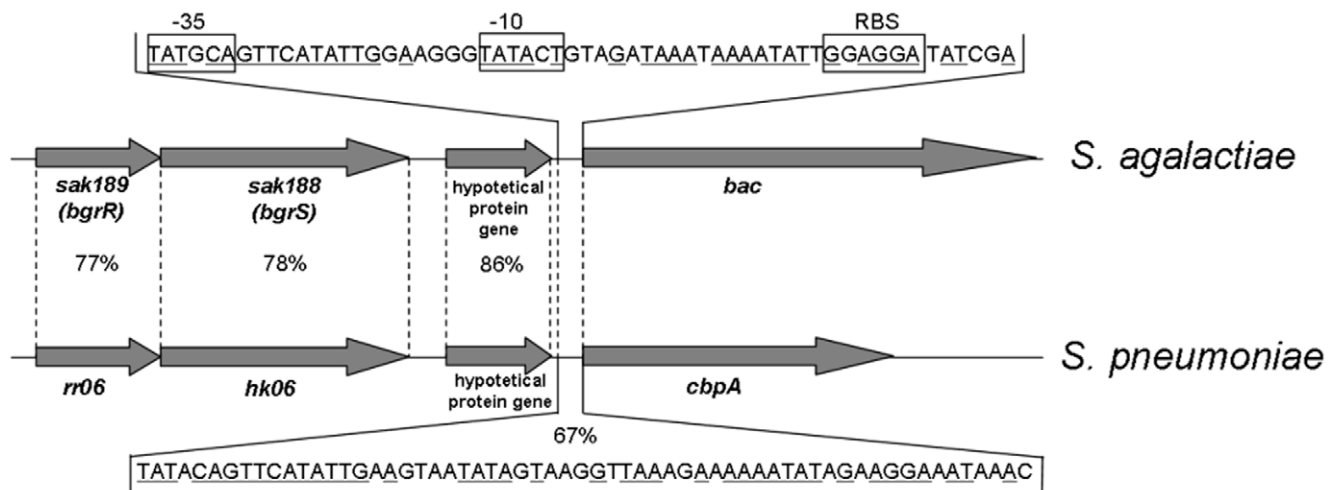 -35 -10 RBS
TATGCAGTTCATATTGGAAGGGTATACTGTAGATAAATAAAATATTGGAGGATATCGA
S. agalactiae
sak189 sak188 hypotetical bac
(bgrR) (bgrS) protein
gene
77% 78% 86%
S. pneumoniae
rr06 hk06 hypotetical cbpA
protein gene
67%
TATACAGTTCATATTGAAGTAATATAGTAAGGTTAAAGAAAAAATATAGAAGGAAATAAAC